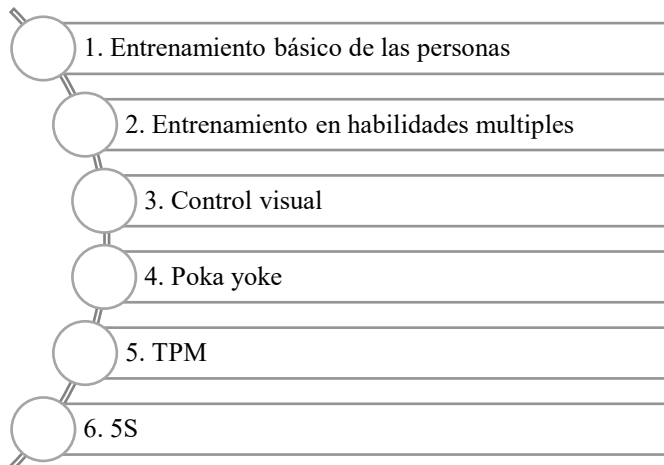 1. Entrenamiento básico de las personas
2. Entrenamiento en habilidades multiples
3. Control visual
4. Poka yoke
5. TPM
6. 5S